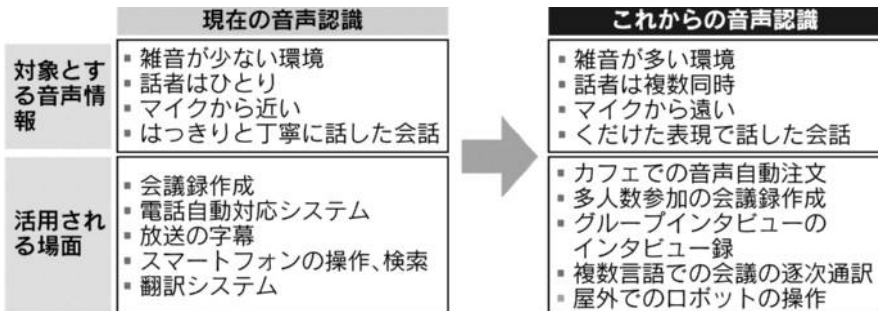 現在の音声認識
これからの音声認識
対象とす
る音声情
報
▪ 雑音が少ない環境
▪ 話者はひとり
▪ マイクから近い
▪ はっきりと丁寧に話した会話
▪ 雑音が多い環境
▪ 話者は複数同時
▪ マイクから遠い
▪ くだけた表現で話した会話
活用され
る場面
▪ 会議録作成
▪ 電話自動対応システム
▪ 放送の字幕
▪ スマートフォンの操作、検索
▪ 翻訳システム
▪ カフェでの音声自動注文
▪ 多人数参加の会議録作成
▪ グループインタビューの
インタビュー録
▪ 複数言語での会議の逐次通訳
▪ 屋外でのロボットの操作